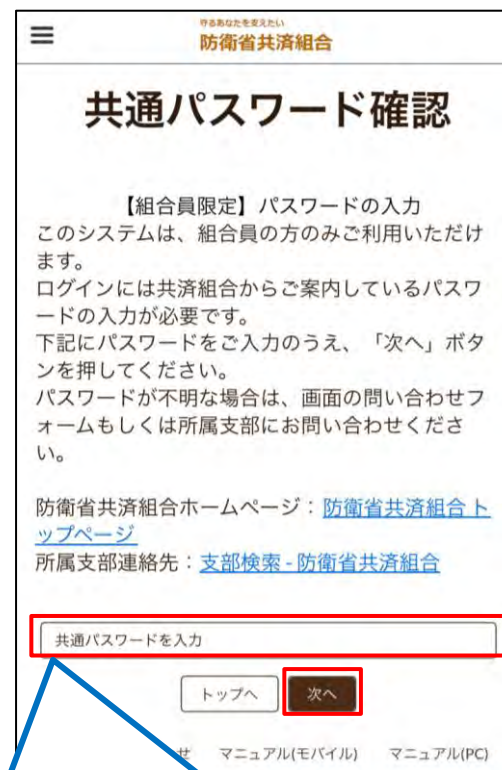 守るあなたを支えたい
防衛省共済組合
共通パスワード確認
【組合員限定】パスワードの入力
このシステムは、組合員の方のみご利用いただけ
ます。
ログインには共済組合からご案内しているパスワ
ードの入力が必要です。
下記にパスワードをご入力のうえ、「次へ」ボタ
ンを押してください。
パスワードが不明な場合は、画面の問い合わせフ
ォームもしくは所属支部にお問い合わせくださ
い。
防衛省共済組合ホームページ：防衛省共済組合 ト
ップページ
所属支部連絡先：支部検索 - 防衛省共済組合
共通パスワードを入力
トップへ 次へ
せ マニュアル(モバイル) マニュアル(PC)